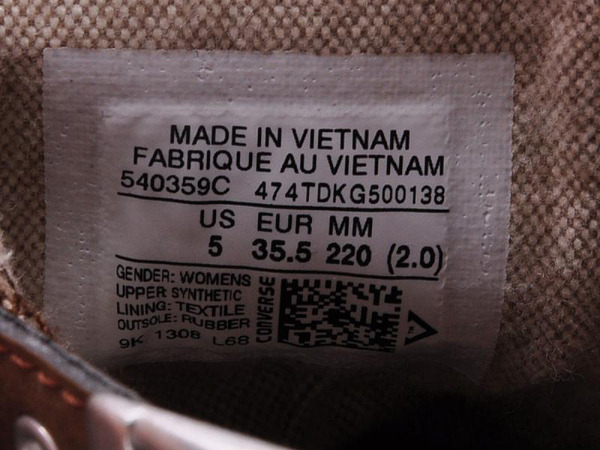 MADE IN VIETNAM
FABRIQUE AU VIETNAM
540359C 474TDKG500138
US EUR MM
5 35.5 220 (2.0)
GENDER: WOMENS
UPPER: SYNTHETIC
LINING: TEXTILE
OUTSOLE: RUBBER
9K 1308 L68
CONVERSE